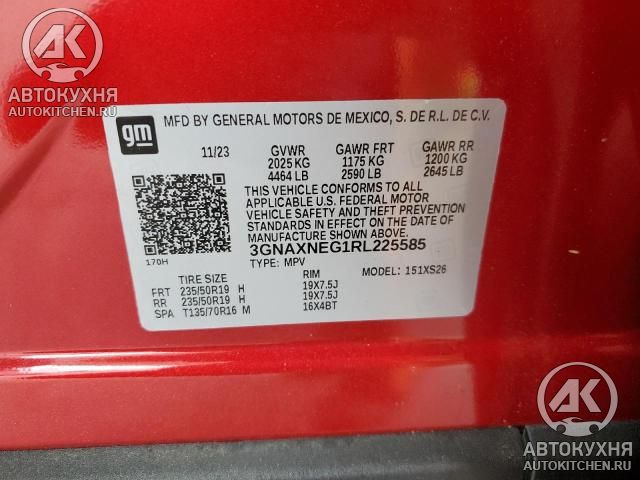 AK
АВТОКУХНЯ
AUTOKITCHEN.RU
gm
MFD BY GENERAL MOTORS DE MEXICO, S. DE R.L. DE C.V.
11/23 GVWR GAWR FRT GAWR RR
2025 KG 1175 KG 1200 KG
4464 LB 2590 LB 2645 LB
THIS VEHICLE CONFORMS TO ALL
APPLICABLE U.S. FEDERAL MOTOR
VEHICLE SAFETY AND THEFT PREVENTION
STANDARDS IN EFFECT ON THE DATE OF
MANUFACTURE SHOWN ABOVE.
3GNAXNEG1RL225585
170H TYPE: MPV MODEL: 151XS26
TIRE SIZE RIM
FRT 235/50R19 H 19X7.5J
RR 235/50R19 H 19X7.5J
SPA T135/70R16 M 16X4BT
AK
АВТОКУХНЯ
AUTOKITCHEN.RU